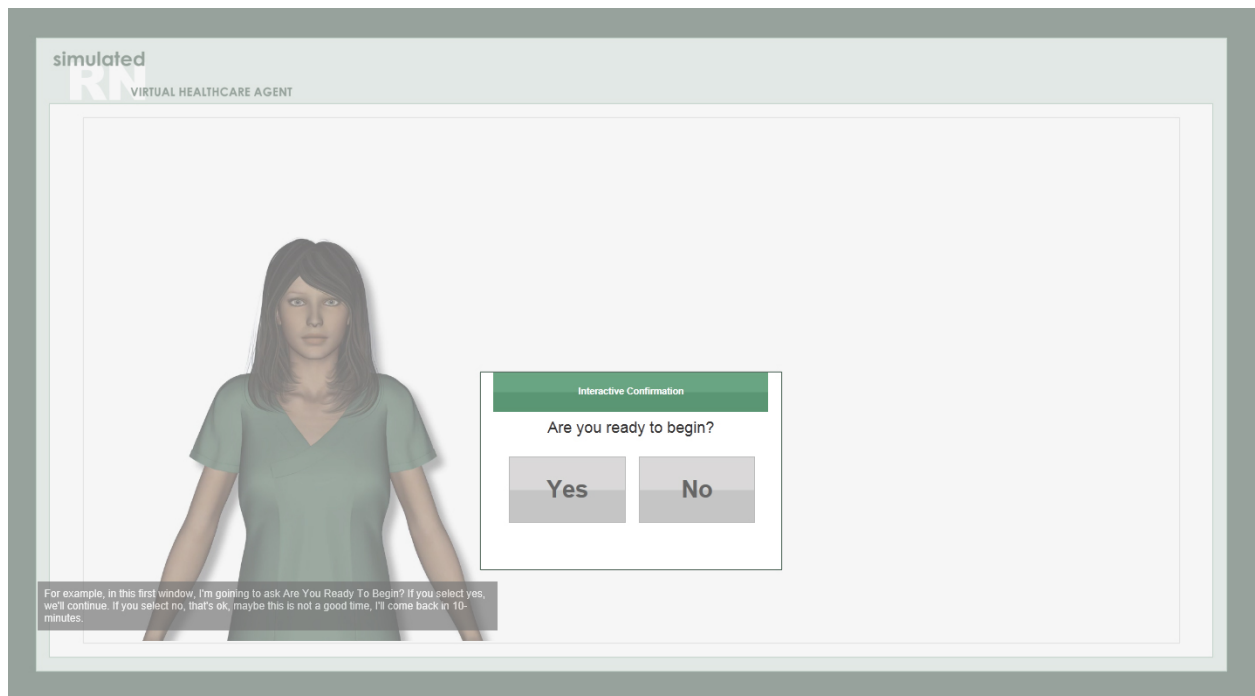 simulated
RN
VIRTUAL HEALTHCARE AGENT
Interactive Confirmation
Are you ready to begin?
Yes No
For example, in this first window, I'm goining to ask Are You Ready To Begin? If you select yes,
we'll continue. If you select no, that's ok, maybe this is not a good time, I'll come back in 10-
minutes.